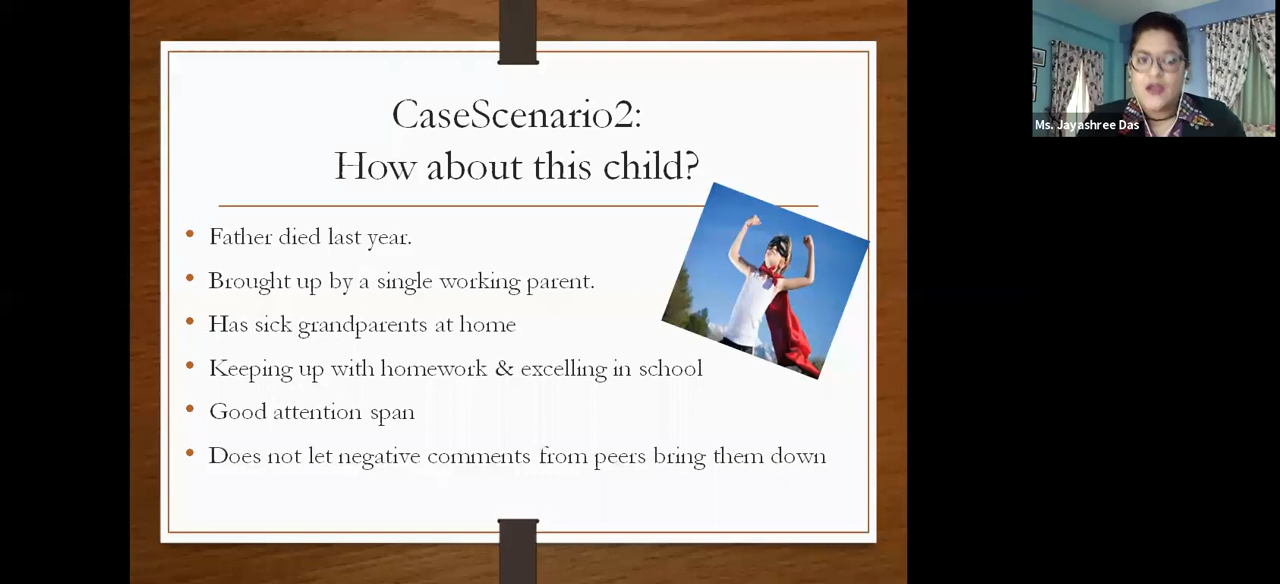 CaseScenario2:
How about this child?
• Father died last year.
• Brought up by a single working parent.
• Has sick grandparents at home
• Keeping up with homework & excelling in school
• Good attention span
• Does not let negative comments from peers bring them down
Ms. Jayashree Das